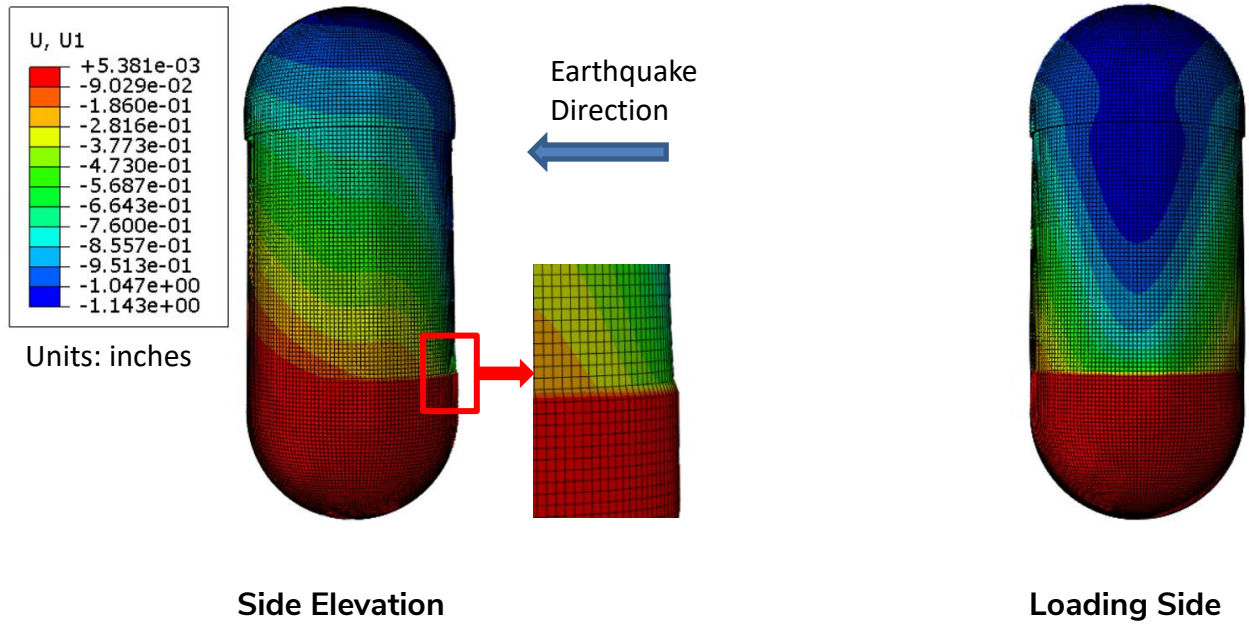 U, U1
+5.381e-03
-9.029e-02
-1.860e-01
-2.816e-01
-3.773e-01
-4.730e-01
-5.687e-01
-6.643e-01
-7.600e-01
-8.557e-01
-9.513e-01
-1.047e+00
-1.143e+00
Units: inches
Earthquake
Direction
Side Elevation
Loading Side